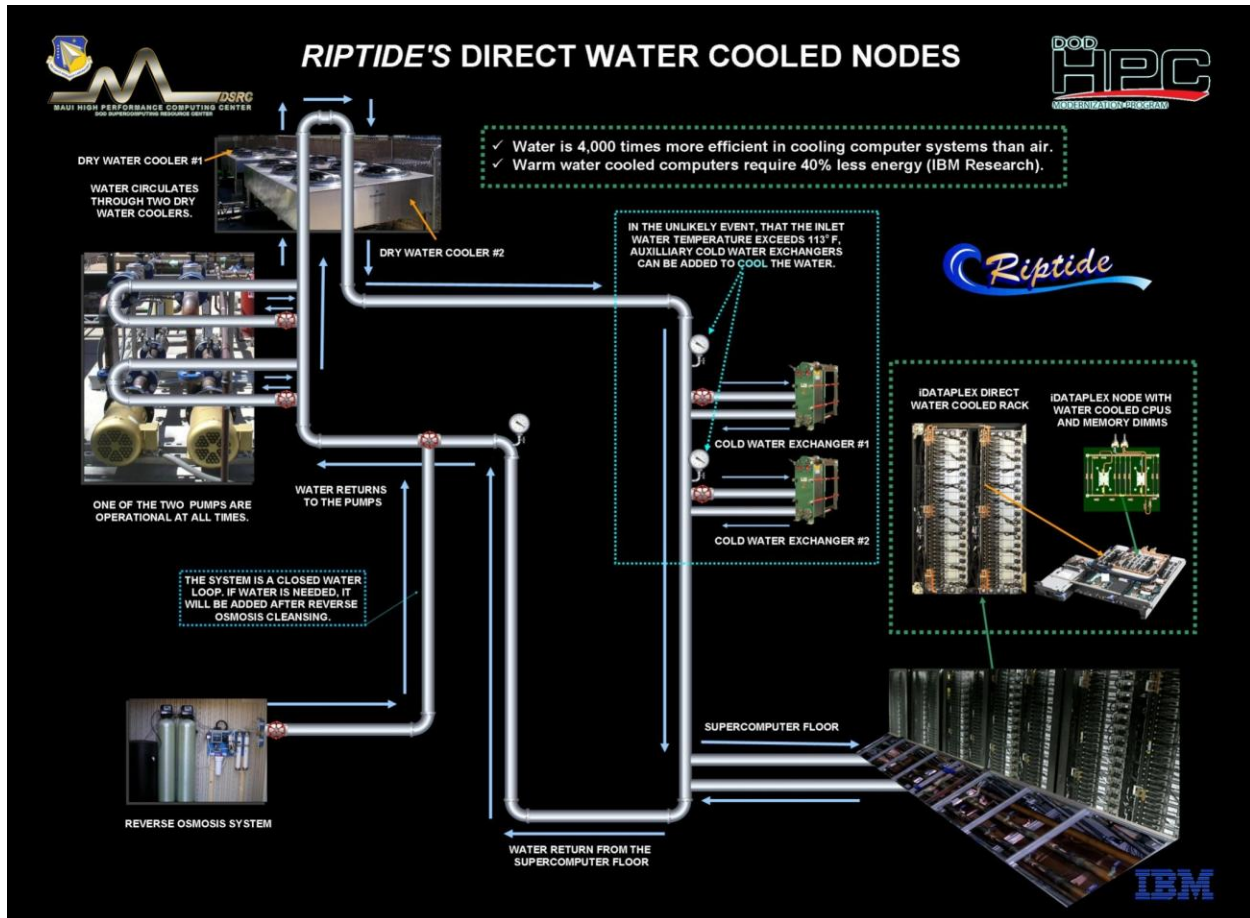 RIPTIDE'S DIRECT WATER COOLED NODES
DSRC
MAUI HIGH PERFORMANCE COMPUTING CENTER
DOD SUPERCOMPUTING RESOURCE CENTER
DOD
HPC
MODERNIZATION PROGRAM
✓ Water is 4,000 times more efficient in cooling computer systems than air.
✓ Warm water cooled computers require 40% less energy (IBM Research).
DRY WATER COOLER #1
WATER CIRCULATES
THROUGH TWO DRY
WATER COOLERS.
DRY WATER COOLER #2
IN THE UNLIKELY EVENT, THAT THE INLET
WATER TEMPERATURE EXCEEDS 113° F,
AUXILLIARY COLD WATER EXCHANGERS
CAN BE ADDED TO COOL THE WATER.
Riptide
COLD WATER EXCHANGER #1
COLD WATER EXCHANGER #2
iDATAPLEX DIRECT
WATER COOLED RACK
iDATAPLEX NODE WITH
WATER COOLED CPUS
AND MEMORY DIMMS
ONE OF THE TWO PUMPS ARE
OPERATIONAL AT ALL TIMES.
WATER RETURNS
TO THE PUMPS
THE SYSTEM IS A CLOSED WATER
LOOP. IF WATER IS NEEDED, IT
WILL BE ADDED AFTER REVERSE
OSMOSIS CLEANSING.
REVERSE OSMOSIS SYSTEM
SUPERCOMPUTER FLOOR
WATER RETURN FROM THE
SUPERCOMPUTER FLOOR
IBM